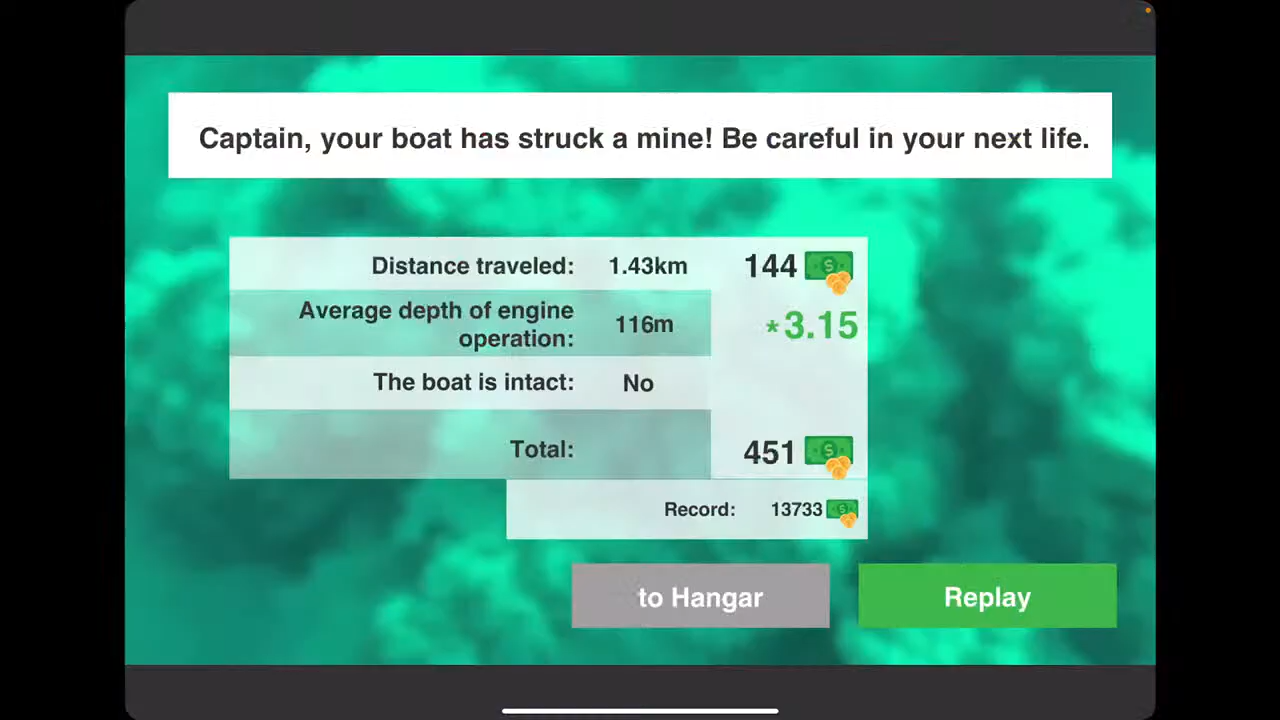 Captain, your boat has struck a mine! Be careful in your next life.
Distance traveled: 1.43km 144
Average depth of engine
operation: 116m *3.15
The boat is intact: No
Total: 451
Record: 13733
to Hangar Replay